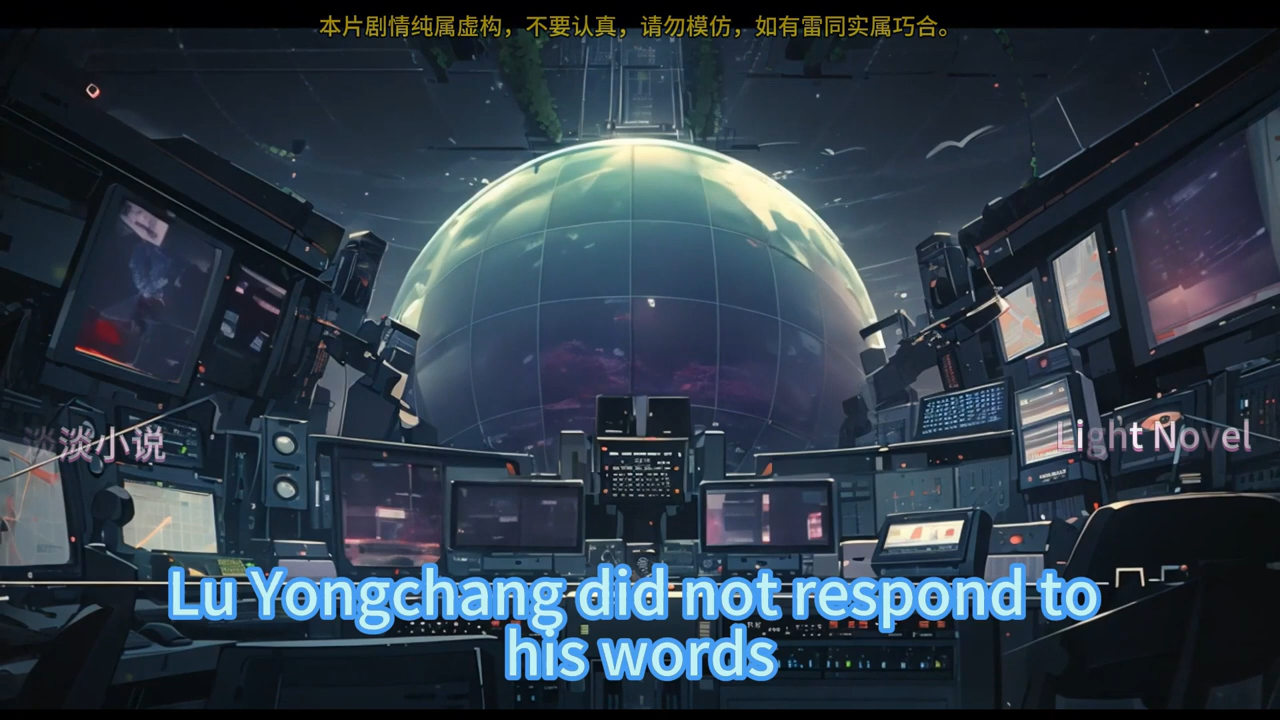 本片剧情纯属虚构，不要认真，请勿模仿，如有雷同实属巧合。
淡淡小说
Light Novel
Lu Yongchang did not respond to
his words